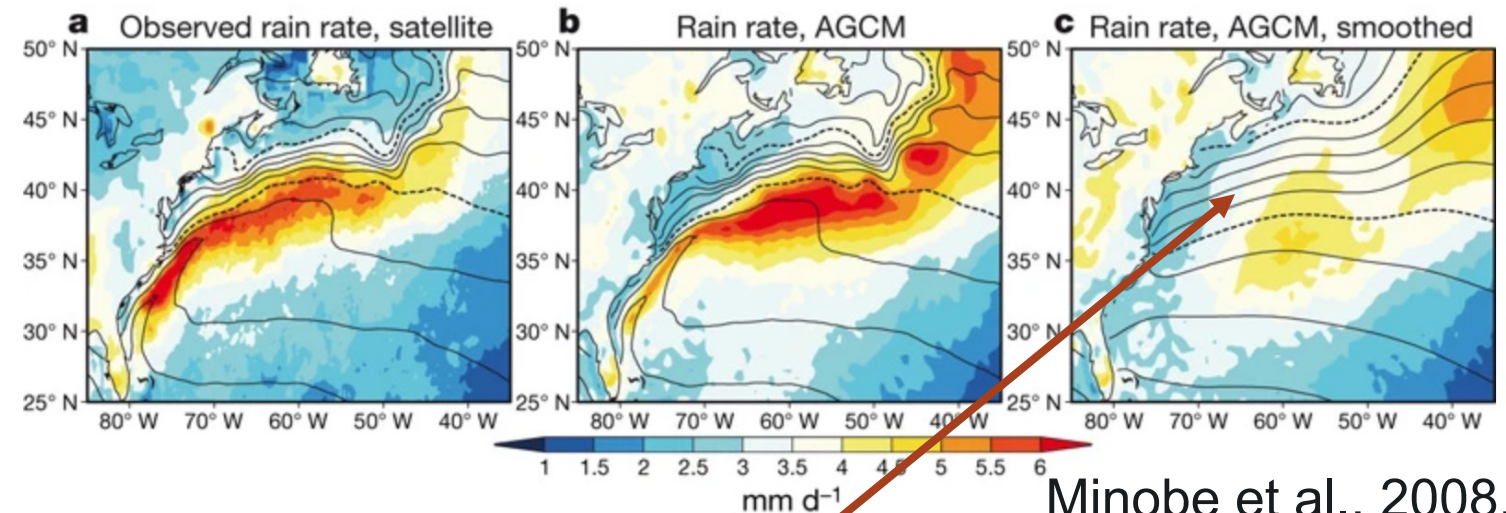 a Observed rain rate, satellite
b Rain rate, AGCM
c Rain rate, AGCM, smoothed
50° N
45° N
40° N
35° N
30° N
25° N
80° W 70° W 60° W 50° W 40° W
50° N
45° N
40° N
35° N
30° N
25° N
80° W 70° W 60° W 50° W 40° W
50° N
45° N
40° N
35° N
30° N
25° N
80° W 70° W 60° W 50° W 40° W
1 1.5 2 2.5 3 3.5 4 4.5 5 5.5 6
mm d⁻¹
Minobe et al., 2008,